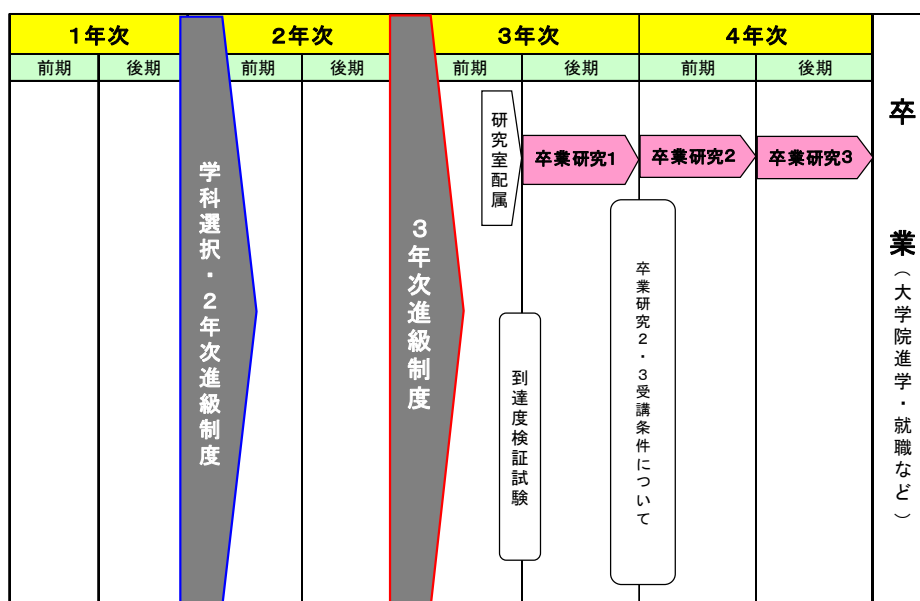 1年次
2年次
3年次
4年次
前期
後期
前期
後期
前期
後期
前期
後期
学科選択・2年次進級制度
3年次進級制度
研究室配属
卒業研究1
卒業研究2
卒業研究3
到達度検証試験
卒業研究2・3受講条件について
卒業(大学院進学・就職など)